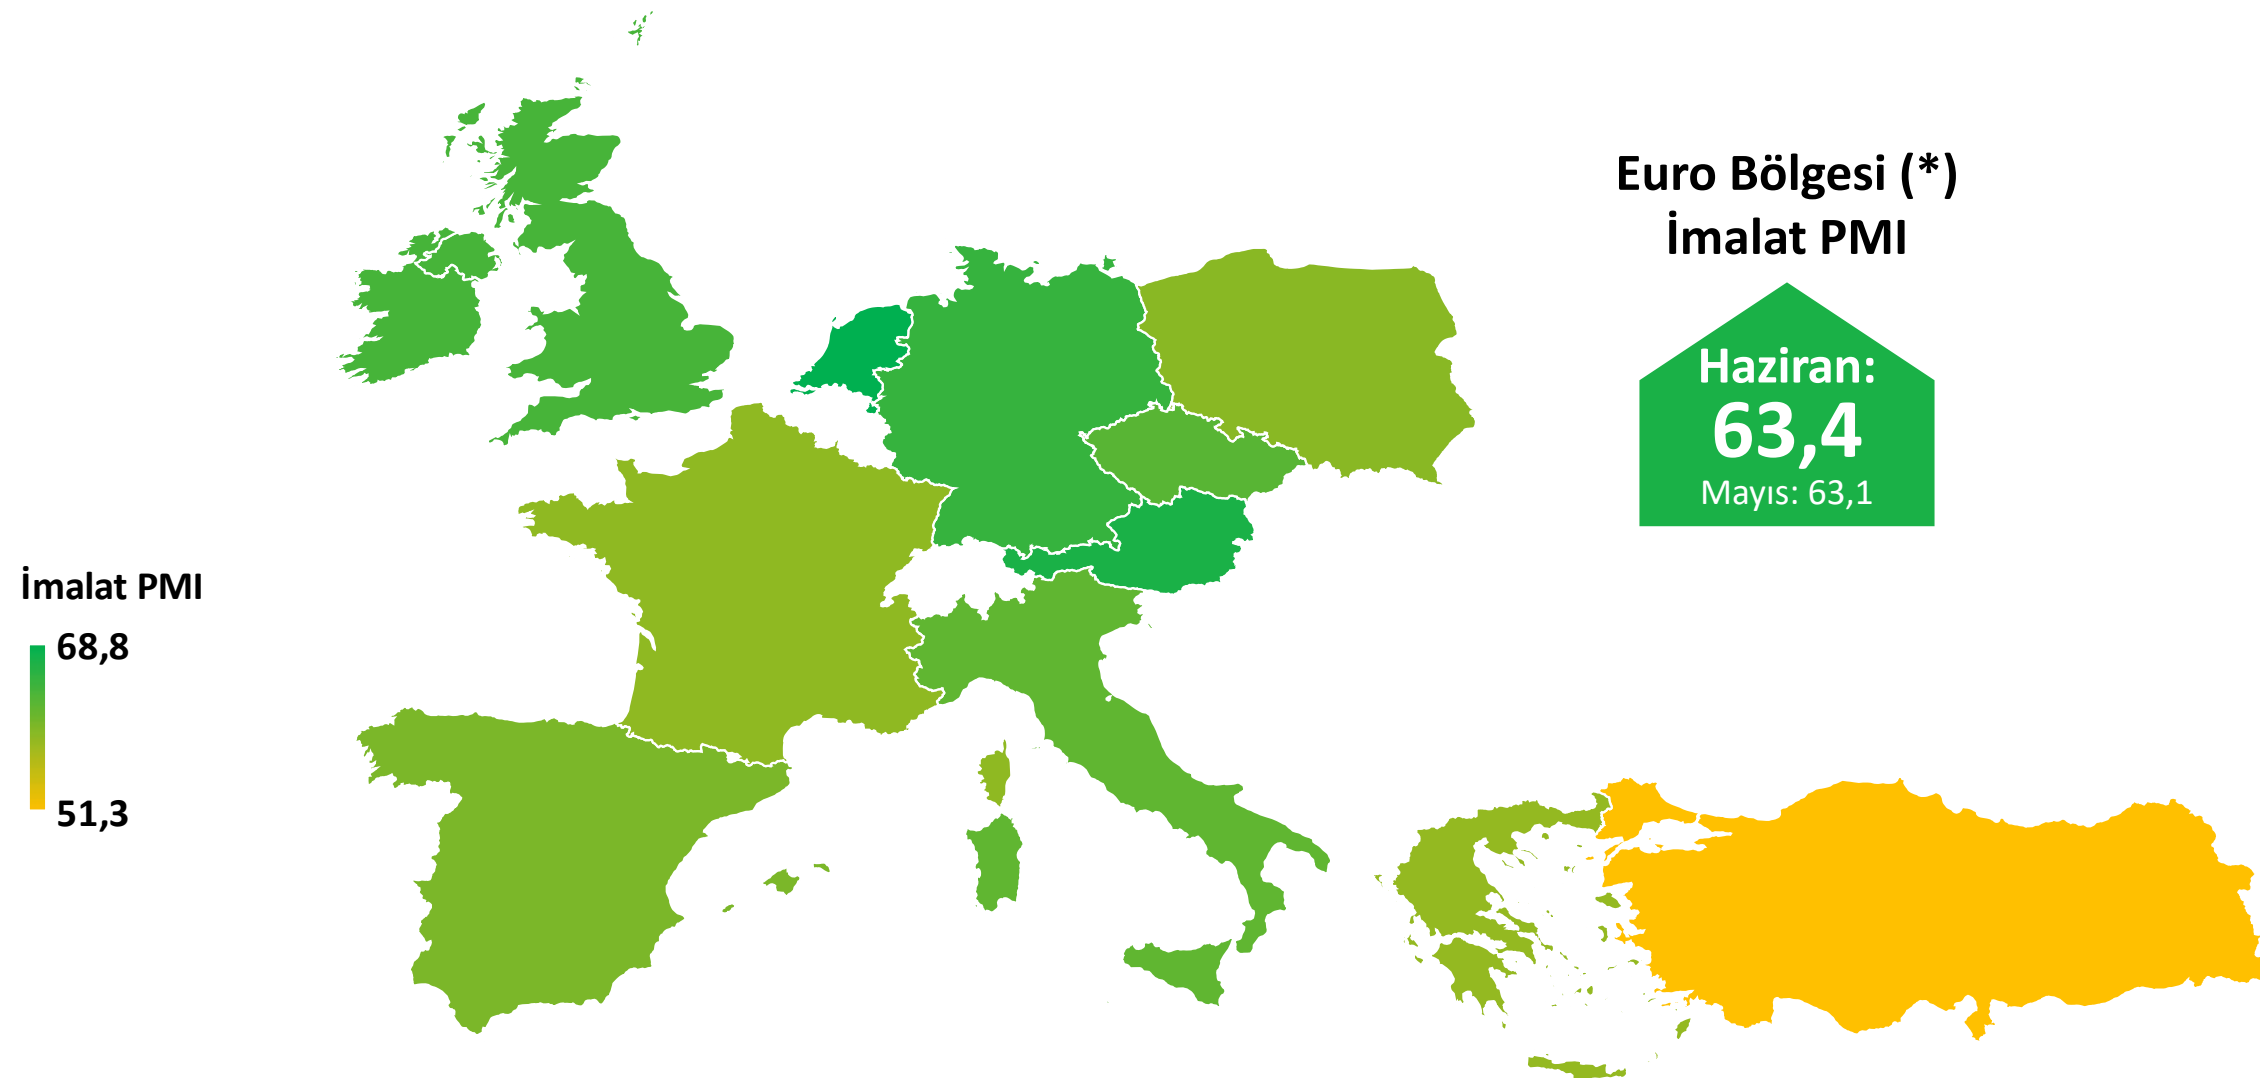 Euro Bölgesi (*)
İmalat PMI
Haziran:
63,4
Mayıs: 63,1
İmalat PMI
68,8
51,3